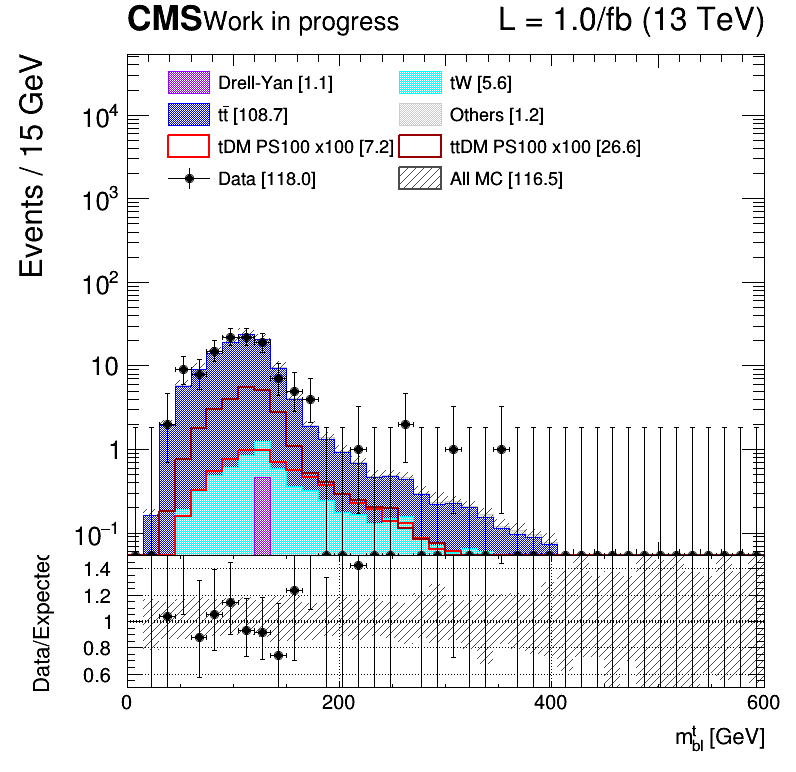 CMS Work in progress L = 1.0/fb (13 TeV)
Events / 15 GeV
Drell-Yan [1.1] tW [5.6]
tt̄ [108.7] Others [1.2]
tDM PS100 x100 [7.2] ttDM PS100 x100 [26.6]
Data [118.0] All MC [116.5]
10⁴
10³
10²
10
1
10⁻¹
Data/Expected
1.4
1.2
1
0.8
0.6
0 200 400 600
m^t_bl [GeV]